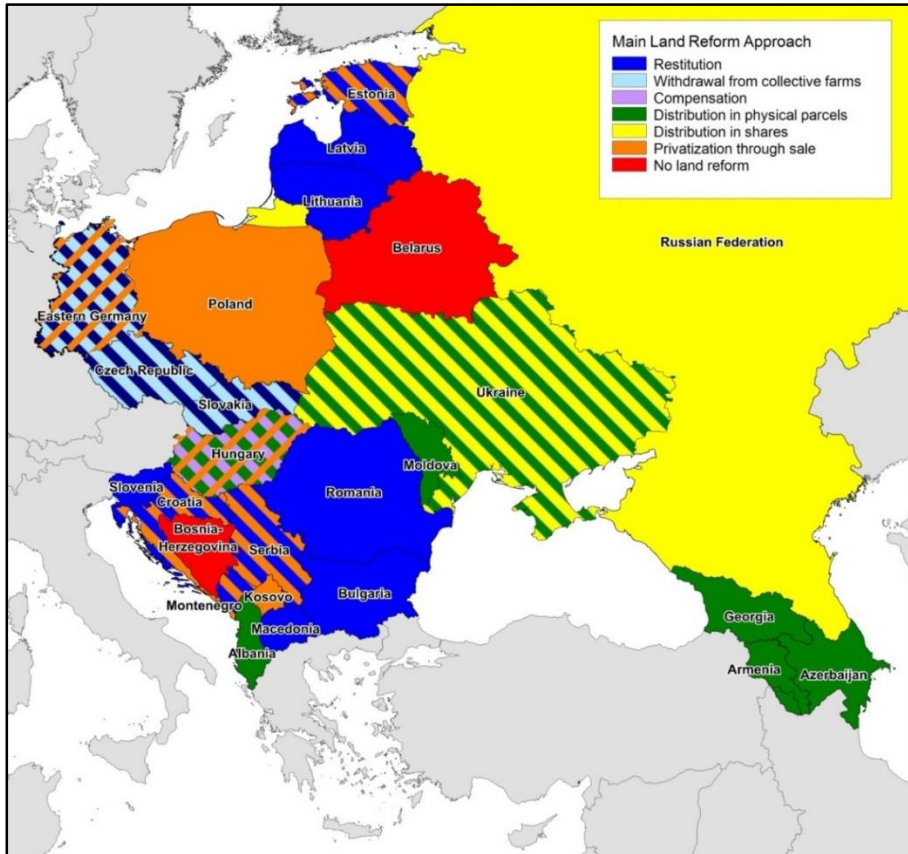 Main Land Reform Approach
Restitution
Withdrawal from collective farms
Compensation
Distribution in physical parcels
Distribution in shares
Privatization through sale
No land reform
Estonia
Latvia
Lithuania
Belarus
Russian Federation
Poland
Eastern Germany
Czech Republic
Slovakia
Ukraine
Hungary
Moldova
Slovenia
Croatia
Romania
Bosnia-
Herzegovina
Serbia
Bulgaria
Kosovo
Montenegro
Macedonia
Albania
Georgia
Armenia
Azerbaijan